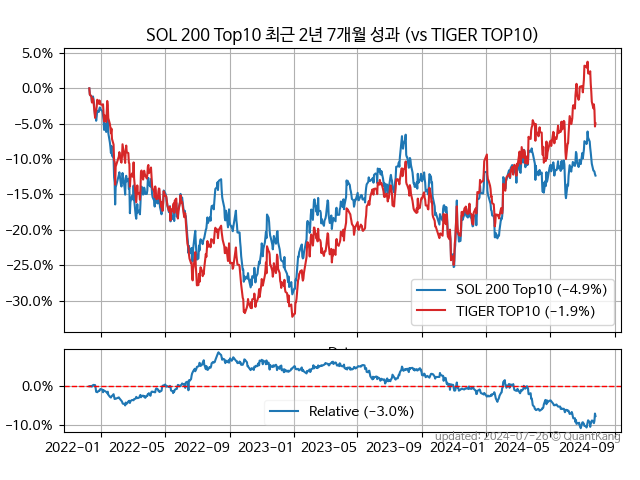 SOL 200 Top10 최근 2년 7개월 성과 (vs TIGER TOP10)
5.0%
0.0%
−5.0%
−10.0%
−15.0%
−20.0%
−25.0%
−30.0%
SOL 200 Top10 (−4.9%)
TIGER TOP10 (−1.9%)
0.0%
−10.0%
Relative (−3.0%)
updated: 2024-07-26 © QuantKang
2022−01 2022−05 2022−09 2023−01 2023−05 2023−09 2024−01 2024−05 2024−09